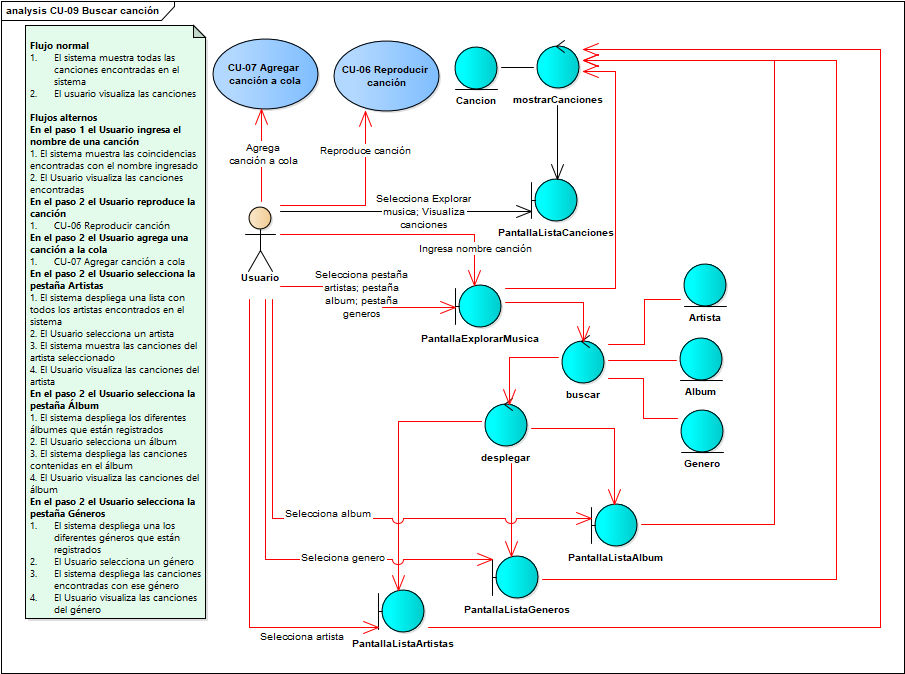 analysis CU-09 Buscar canción
Flujo normal
1. El sistema muestra todas las
canciones encontradas en el
sistema
2. El usuario visualiza las canciones
Flujos alternos
En el paso 1 el Usuario ingresa el
nombre de una canción
1. El sistema muestra las coincidencias
encontradas con el nombre ingresado
2. El Usuario visualiza las canciones
encontradas
En el paso 2 el Usuario reproduce la
canción
1. CU-06 Reproducir canción
En el paso 2 el Usuario agrega una
canción a la cola
1. CU-07 Agregar canción a cola
En el paso 2 el Usuario selecciona la
pestaña Artistas
1. El sistema despliega una lista con
todos los artistas encontrados en el
sistema
2. El Usuario selecciona un artista
3. El sistema muestra las canciones del
artista seleccionado
4. El Usuario visualiza las canciones del
artista
En el paso 2 el Usuario selecciona la
pestaña Álbum
1. El sistema despliega los diferentes
álbumes que están registrados
2. El Usuario selecciona un álbum
3. El sistema despliega las canciones
contenidas en el álbum
4. El Usuario visualiza las canciones del
álbum
En el paso 2 el Usuario selecciona la
pestaña Géneros
1. El sistema despliega una los
diferentes géneros que están
registrados
2. El Usuario selecciona un género
3. El sistema despliega las canciones
encontradas con ese género
4. El Usuario visualiza las canciones
del género
CU-07 Agregar
canción a cola
CU-06 Reproducir
canción
Cancion
mostrarCanciones
Agrega
canción a cola
Reproduce canción
Selecciona Explorar
musica; Visualiza
canciones
PantallaListaCanciones
Ingresa nombre canción
Usuario
Selecciona pestaña
artistas; pestaña
album; pestaña
generos
PantallaExplorarMusica
Artista
buscar
Album
desplegar
Genero
Selecciona album
PantallaListaAlbum
Seleciona genero
PantallaListaGeneros
Selecciona artista
PantallaListaArtistas